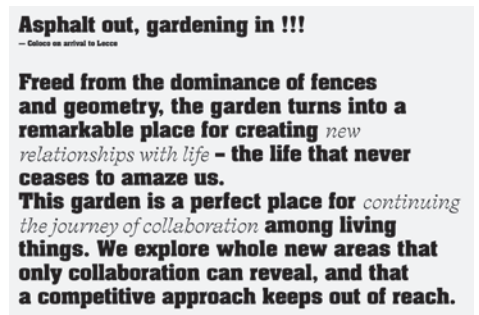 Asphalt out, gardening in !!!
— Coloco on arrival to Lecce
Freed from the dominance of fences
and geometry, the garden turns into a
remarkable place for creating new
relationships with life – the life that never
ceases to amaze us.
This garden is a perfect place for continuing
the journey of collaboration among living
things. We explore whole new areas that
only collaboration can reveal, and that
a competitive approach keeps out of reach.